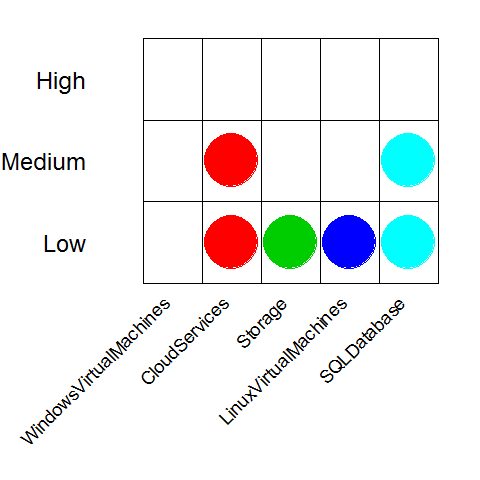 High
Medium
Low
WindowsVirtualMachines
CloudServices
Storage
LinuxVirtualMachines
SQLDatabase